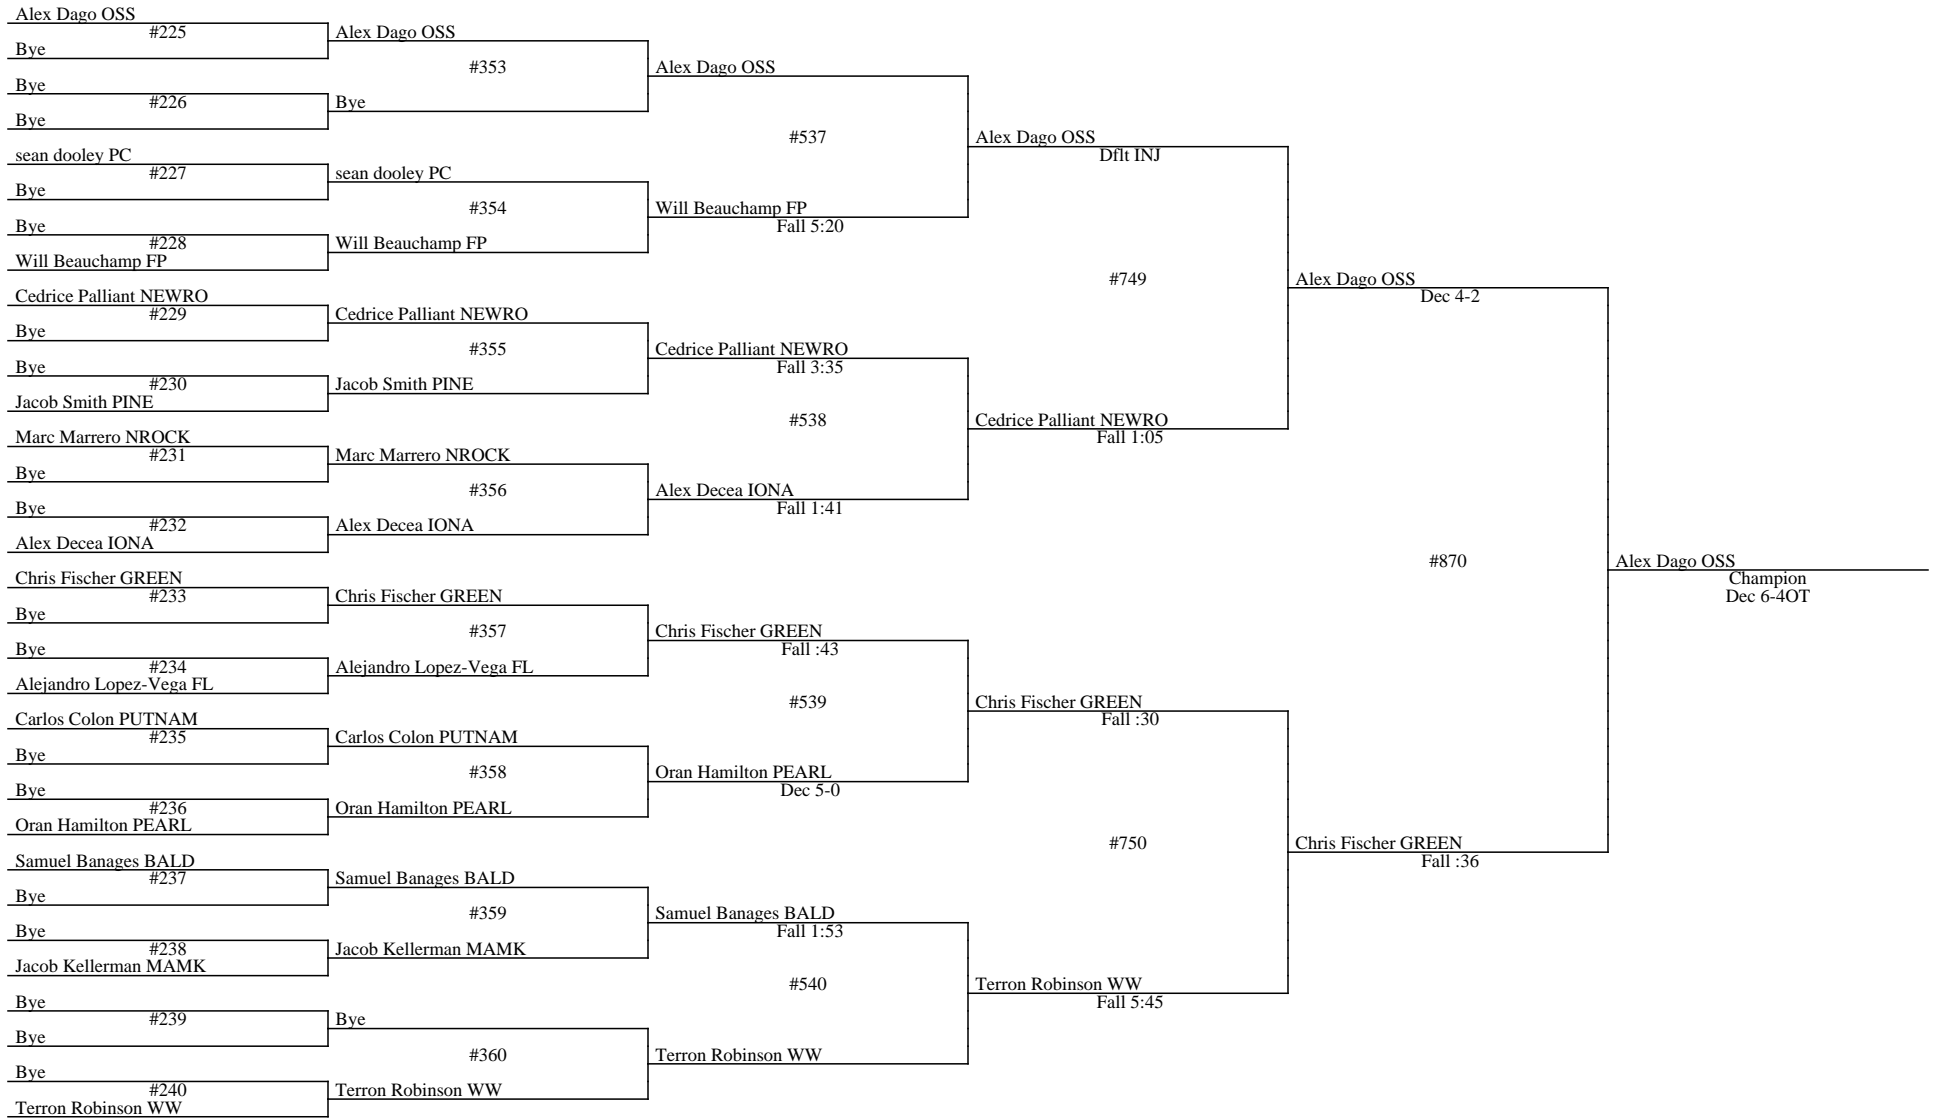 Alex Dago OSS
#225
Bye
Bye
#226
Bye
sean dooley PC
#227
Bye
Bye
#228
Will Beauchamp FP
Cedrice Palliant NEWRO
#229
Bye
Bye
#230
Jacob Smith PINE
Marc Marrero NROCK
#231
Bye
Bye
#232
Alex Decea IONA
Chris Fischer GREEN
#233
Bye
Bye
#234
Alejandro Lopez-Vega FL
Carlos Colon PUTNAM
#235
Bye
Bye
#236
Oran Hamilton PEARL
Samuel Banages BALD
#237
Bye
Bye
#238
Jacob Kellerman MAMK
Bye
#239
Bye
Bye
#240
Terron Robinson WW
Alex Dago OSS
#353
Bye
sean dooley PC
#354
Will Beauchamp FP
Cedrice Palliant NEWRO
#355
Jacob Smith PINE
Marc Marrero NROCK
#356
Alex Decea IONA
Chris Fischer GREEN
#357
Alejandro Lopez-Vega FL
Carlos Colon PUTNAM
#358
Oran Hamilton PEARL
Samuel Banages BALD
#359
Jacob Kellerman MAMK
Bye
#360
Terron Robinson WW
Alex Dago OSS
#537
Will Beauchamp FP
Fall 5:20
Cedrice Palliant NEWRO
Fall 3:35
#538
Alex Decea IONA
Fall 1:41
Chris Fischer GREEN
Fall :43
#539
Oran Hamilton PEARL
Dec 5-0
Samuel Banages BALD
Fall 1:53
#540
Terron Robinson WW
Alex Dago OSS
Dflt INJ
#749
Cedrice Palliant NEWRO
Fall 1:05
Chris Fischer GREEN
Fall :30
#750
Terron Robinson WW
Fall 5:45
Alex Dago OSS
Dec 4-2
#870
Chris Fischer GREEN
Fall :36
Alex Dago OSS
Champion
Dec 6-4OT